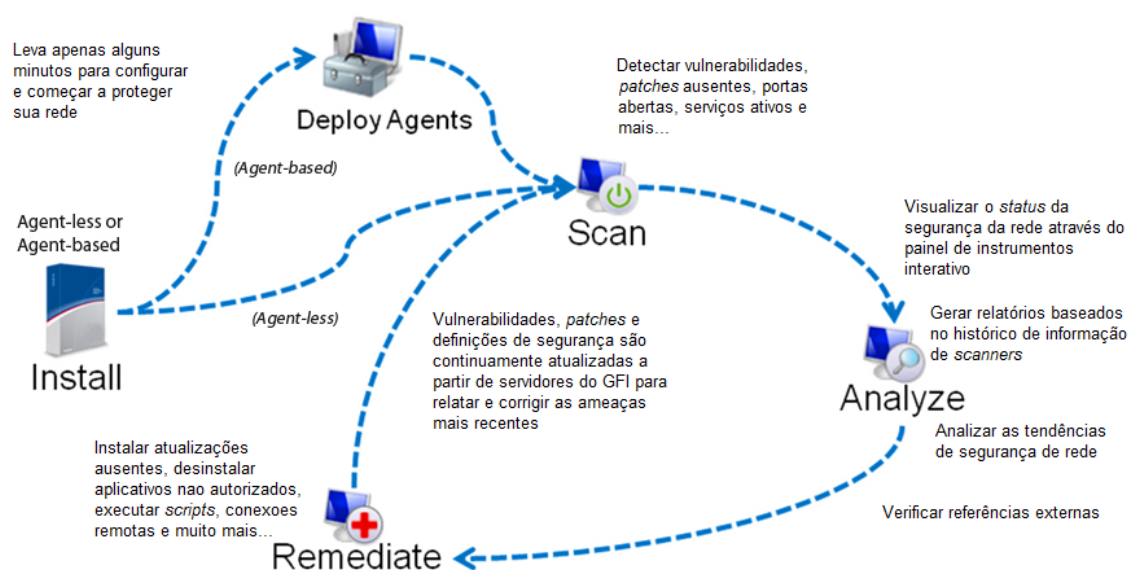 Leva apenas alguns
minutos para configurar
e começar a proteger
sua rede
Deploy Agents
Detectar vulnerabilidades,
patches ausentes, portas
abertas, serviços ativos e
mais...
(Agent-based)
Agent-less or
Agent-based
Install
(Agent-less)
Scan
Visualizar o status da
segurança da rede através do
painel de instrumentos
interativo
Gerar relatórios baseados
no histórico de informação
de scanners
Analyze
Analizar as tendências
de segurança de rede
Verificar referências externas
Vulnerabilidades, patches e
definições de segurança são
continuamente atualizadas a
partir de servidores do GFI para
relatar e corrigir as ameaças
mais recentes
Instalar atualizações
ausentes, desinstalar
aplicativos nao autorizados,
executar scripts, conexoes
remotas e muito mais...
Remediate